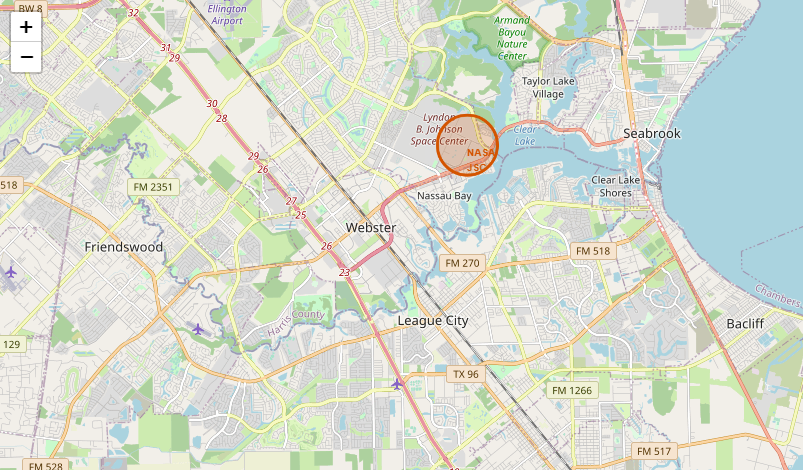 BW 8
+
−
Ellington
Airport
32
31
29
30
28
29
26
27
25
26
23
Armand
Bayou
Nature
Center
Taylor Lake
Village
Lyndon
B. Johnson
Space Center
NASA
JSC
Clear
Lake
Seabrook
Clear Lake
Shores
Nassau Bay
518
FM 2351
Friendswood
Webster
FM 270
FM 518
Harris County
League City
Chambers
Bacliff
129
TX 96
FM 1266
FM 528
FM 517